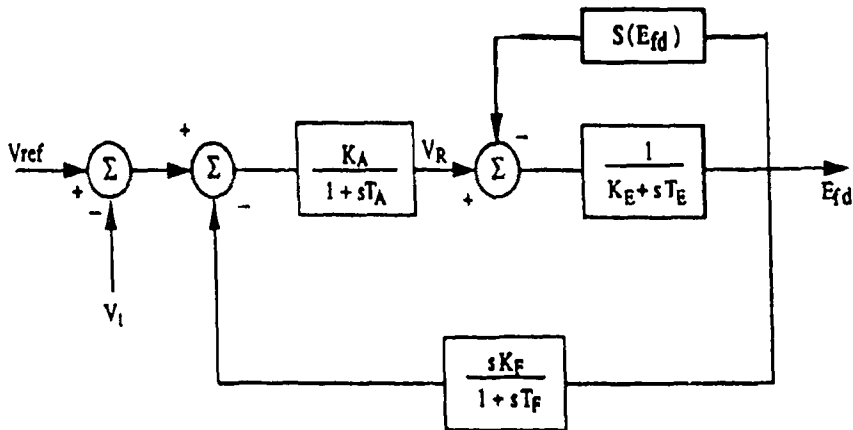 S(E_fd)
−
+
Vref
Σ
+
−
Σ
−
K_A
1 + sT_A
V_R
+
Σ
1
K_E + sT_E
E_fd
V_t
sK_F
1 + sT_F